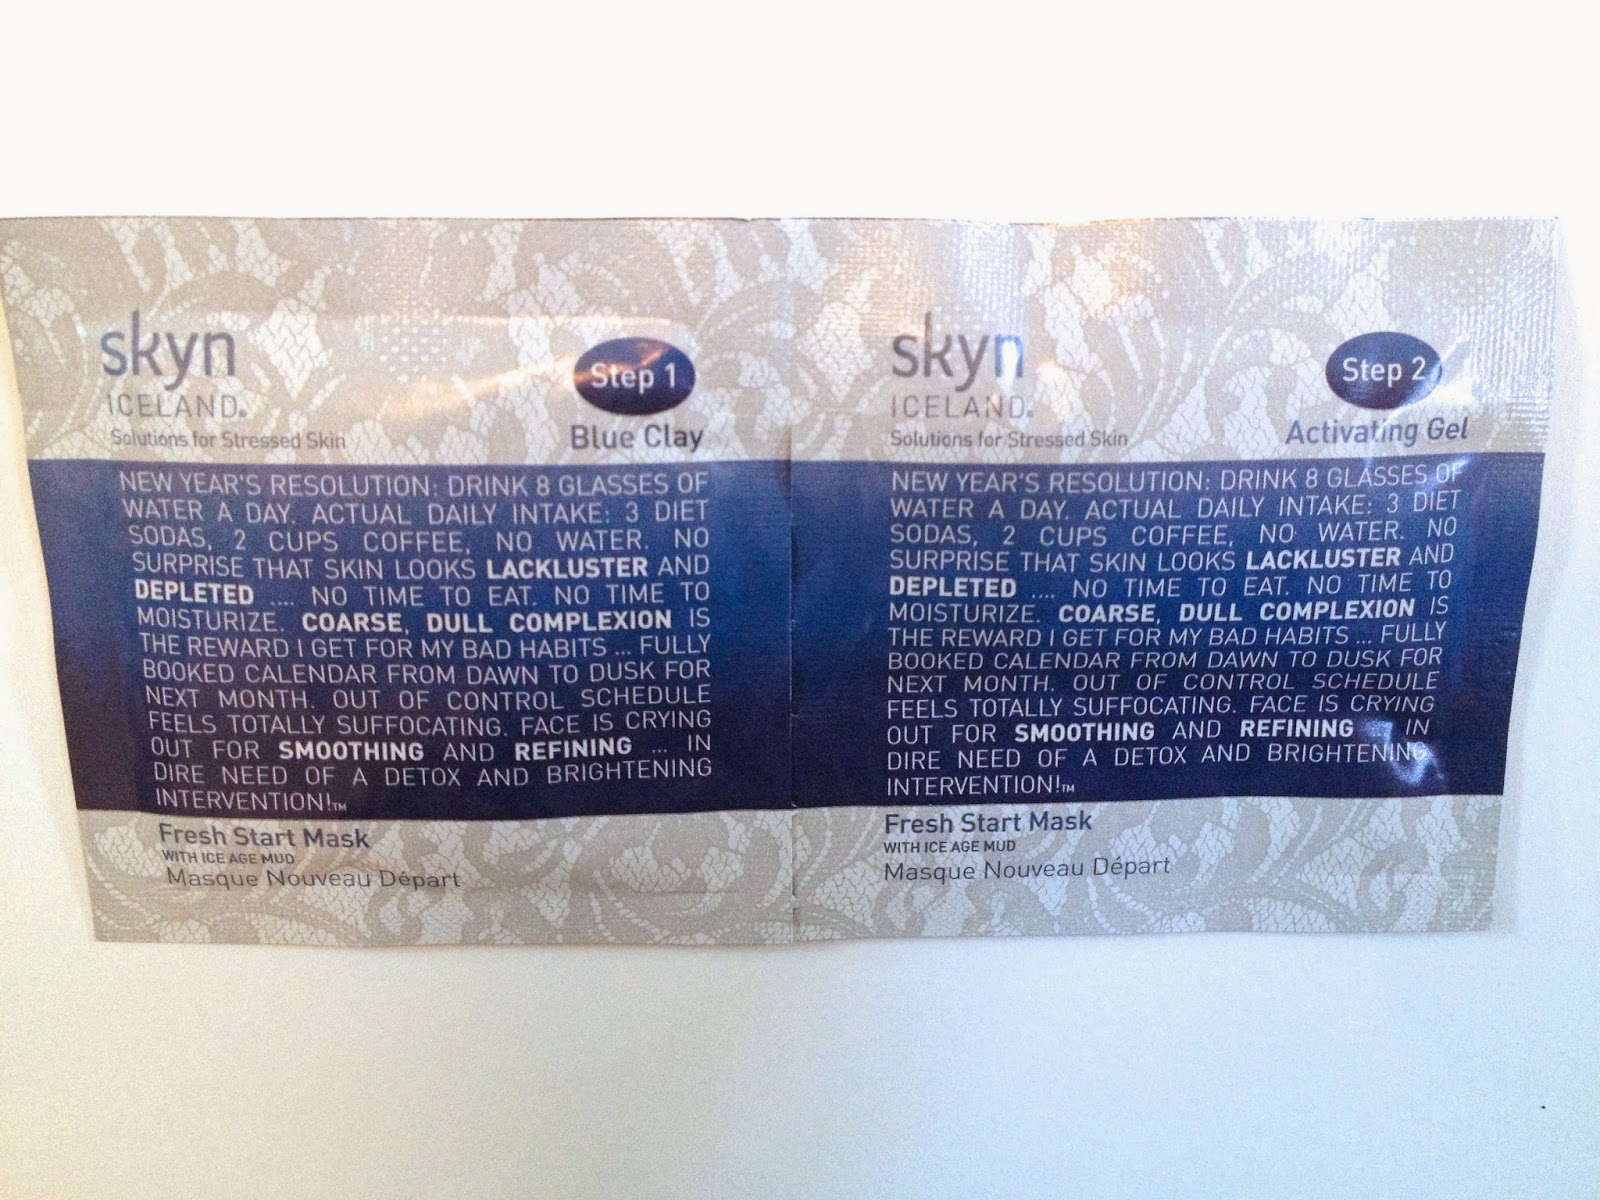 skyn
ICELAND®
Solutions for Stressed Skin
Step 1
Blue Clay
NEW YEAR'S RESOLUTION: DRINK 8 GLASSES OF
WATER A DAY. ACTUAL DAILY INTAKE: 3 DIET
SODAS, 2 CUPS COFFEE, NO WATER. NO
SURPRISE THAT SKIN LOOKS LACKLUSTER AND
DEPLETED .... NO TIME TO EAT. NO TIME TO
MOISTURIZE. COARSE, DULL COMPLEXION IS
THE REWARD I GET FOR MY BAD HABITS ... FULLY
BOOKED CALENDAR FROM DAWN TO DUSK FOR
NEXT MONTH. OUT OF CONTROL SCHEDULE
FEELS TOTALLY SUFFOCATING. FACE IS CRYING
OUT FOR SMOOTHING AND REFINING ... IN
DIRE NEED OF A DETOX AND BRIGHTENING
INTERVENTION!™
Fresh Start Mask
WITH ICE AGE MUD
Masque Nouveau Départ
skyn
ICELAND®
Solutions for Stressed Skin
Step 2
Activating Gel
NEW YEAR'S RESOLUTION: DRINK 8 GLASSES OF
WATER A DAY. ACTUAL DAILY INTAKE: 3 DIET
SODAS, 2 CUPS COFFEE, NO WATER. NO
SURPRISE THAT SKIN LOOKS LACKLUSTER AND
DEPLETED .... NO TIME TO EAT. NO TIME TO
MOISTURIZE. COARSE, DULL COMPLEXION IS
THE REWARD I GET FOR MY BAD HABITS ... FULLY
BOOKED CALENDAR FROM DAWN TO DUSK FOR
NEXT MONTH. OUT OF CONTROL SCHEDULE
FEELS TOTALLY SUFFOCATING. FACE IS CRYING
OUT FOR SMOOTHING AND REFINING ... IN
DIRE NEED OF A DETOX AND BRIGHTENING
INTERVENTION!™
Fresh Start Mask
WITH ICE AGE MUD
Masque Nouveau Départ